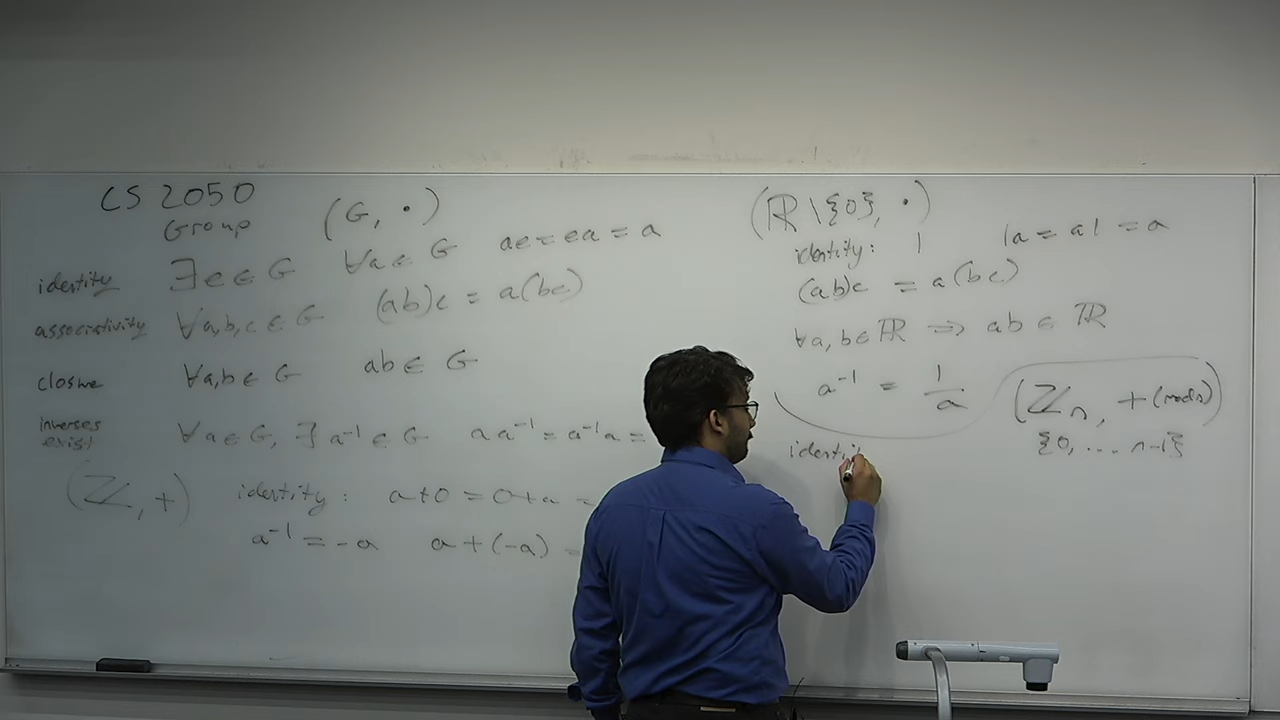 CS 2050
Group (G, ·)
identity ∃e∈G ∀a∈G ae=ea=a
associativity ∀a,b,c∈G (ab)c = a(bc)
closure ∀a,b∈G ab∈G
inverses exist ∀a∈G, ∃a⁻¹∈G aa⁻¹=a⁻¹a=
(ℤ, +) identity: a+0=0+a=
a⁻¹=-a a+(-a)=
(ℝ\{0}, ·)
identity: 1 1a=a1=a
(ab)c = a(bc)
∀a,b∈ℝ ⇒ ab∈ℝ
a⁻¹ = 1/a
(ℤn, +(modn))
{0, ... n-1}
identi